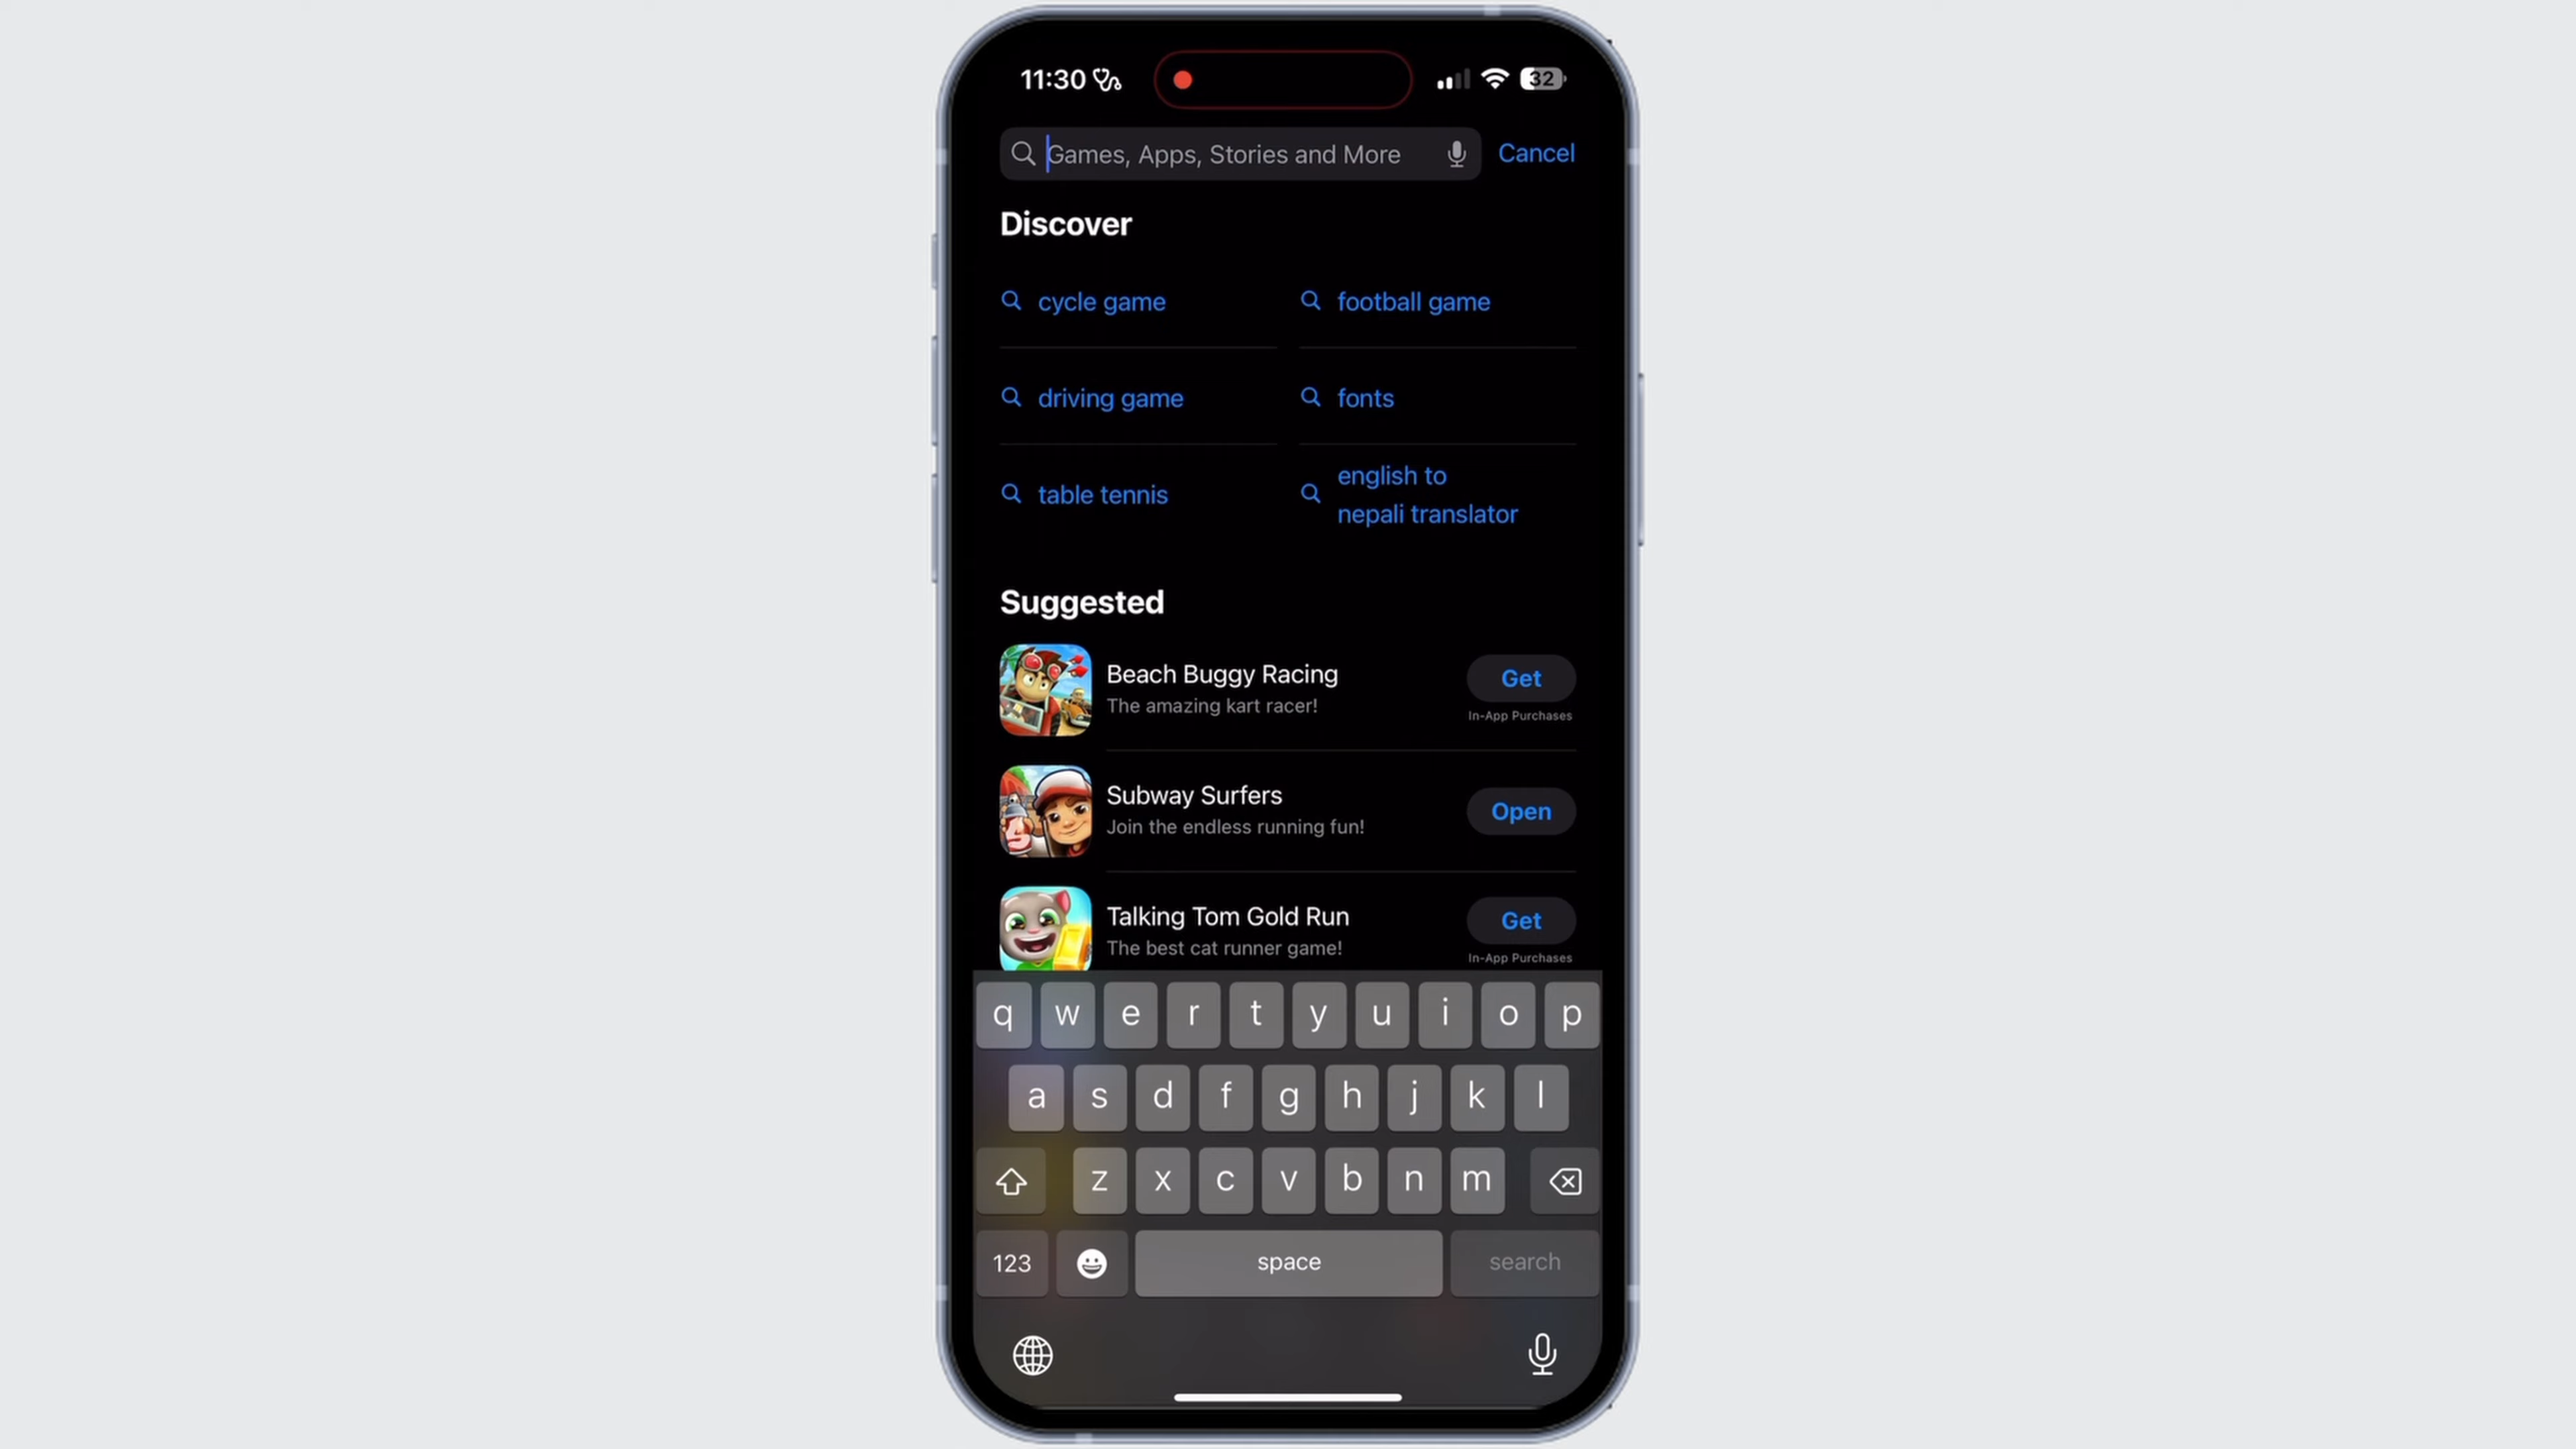 11:30
32
Games, Apps, Stories and More
Cancel
Discover
cycle game
football game
driving game
fonts
table tennis
english to
nepali translator
Suggested
Beach Buggy Racing
The amazing kart racer!
Get
In-App Purchases
Subway Surfers
Join the endless running fun!
Open
Talking Tom Gold Run
The best cat runner game!
Get
In-App Purchases
q w e r t y u i o p
a s d f g h j k l
z x c v b n m
123
space
search